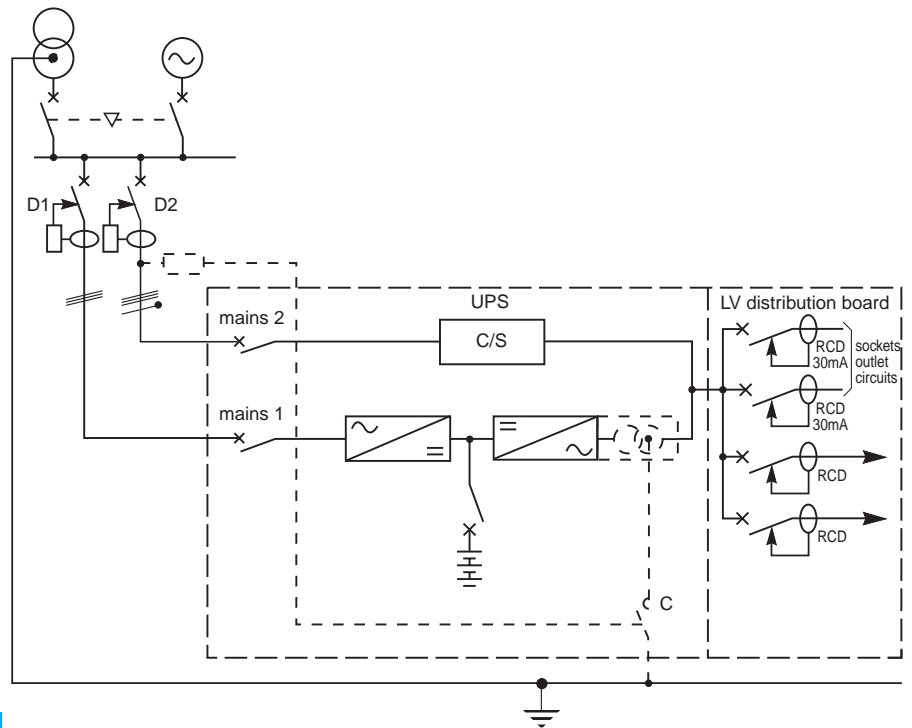 D1
D2
UPS
LV distribution board
mains 2
C/S
RCD
30mA
sockets
outlet
circuits
mains 1
RCD
30mA
RCD
RCD
C